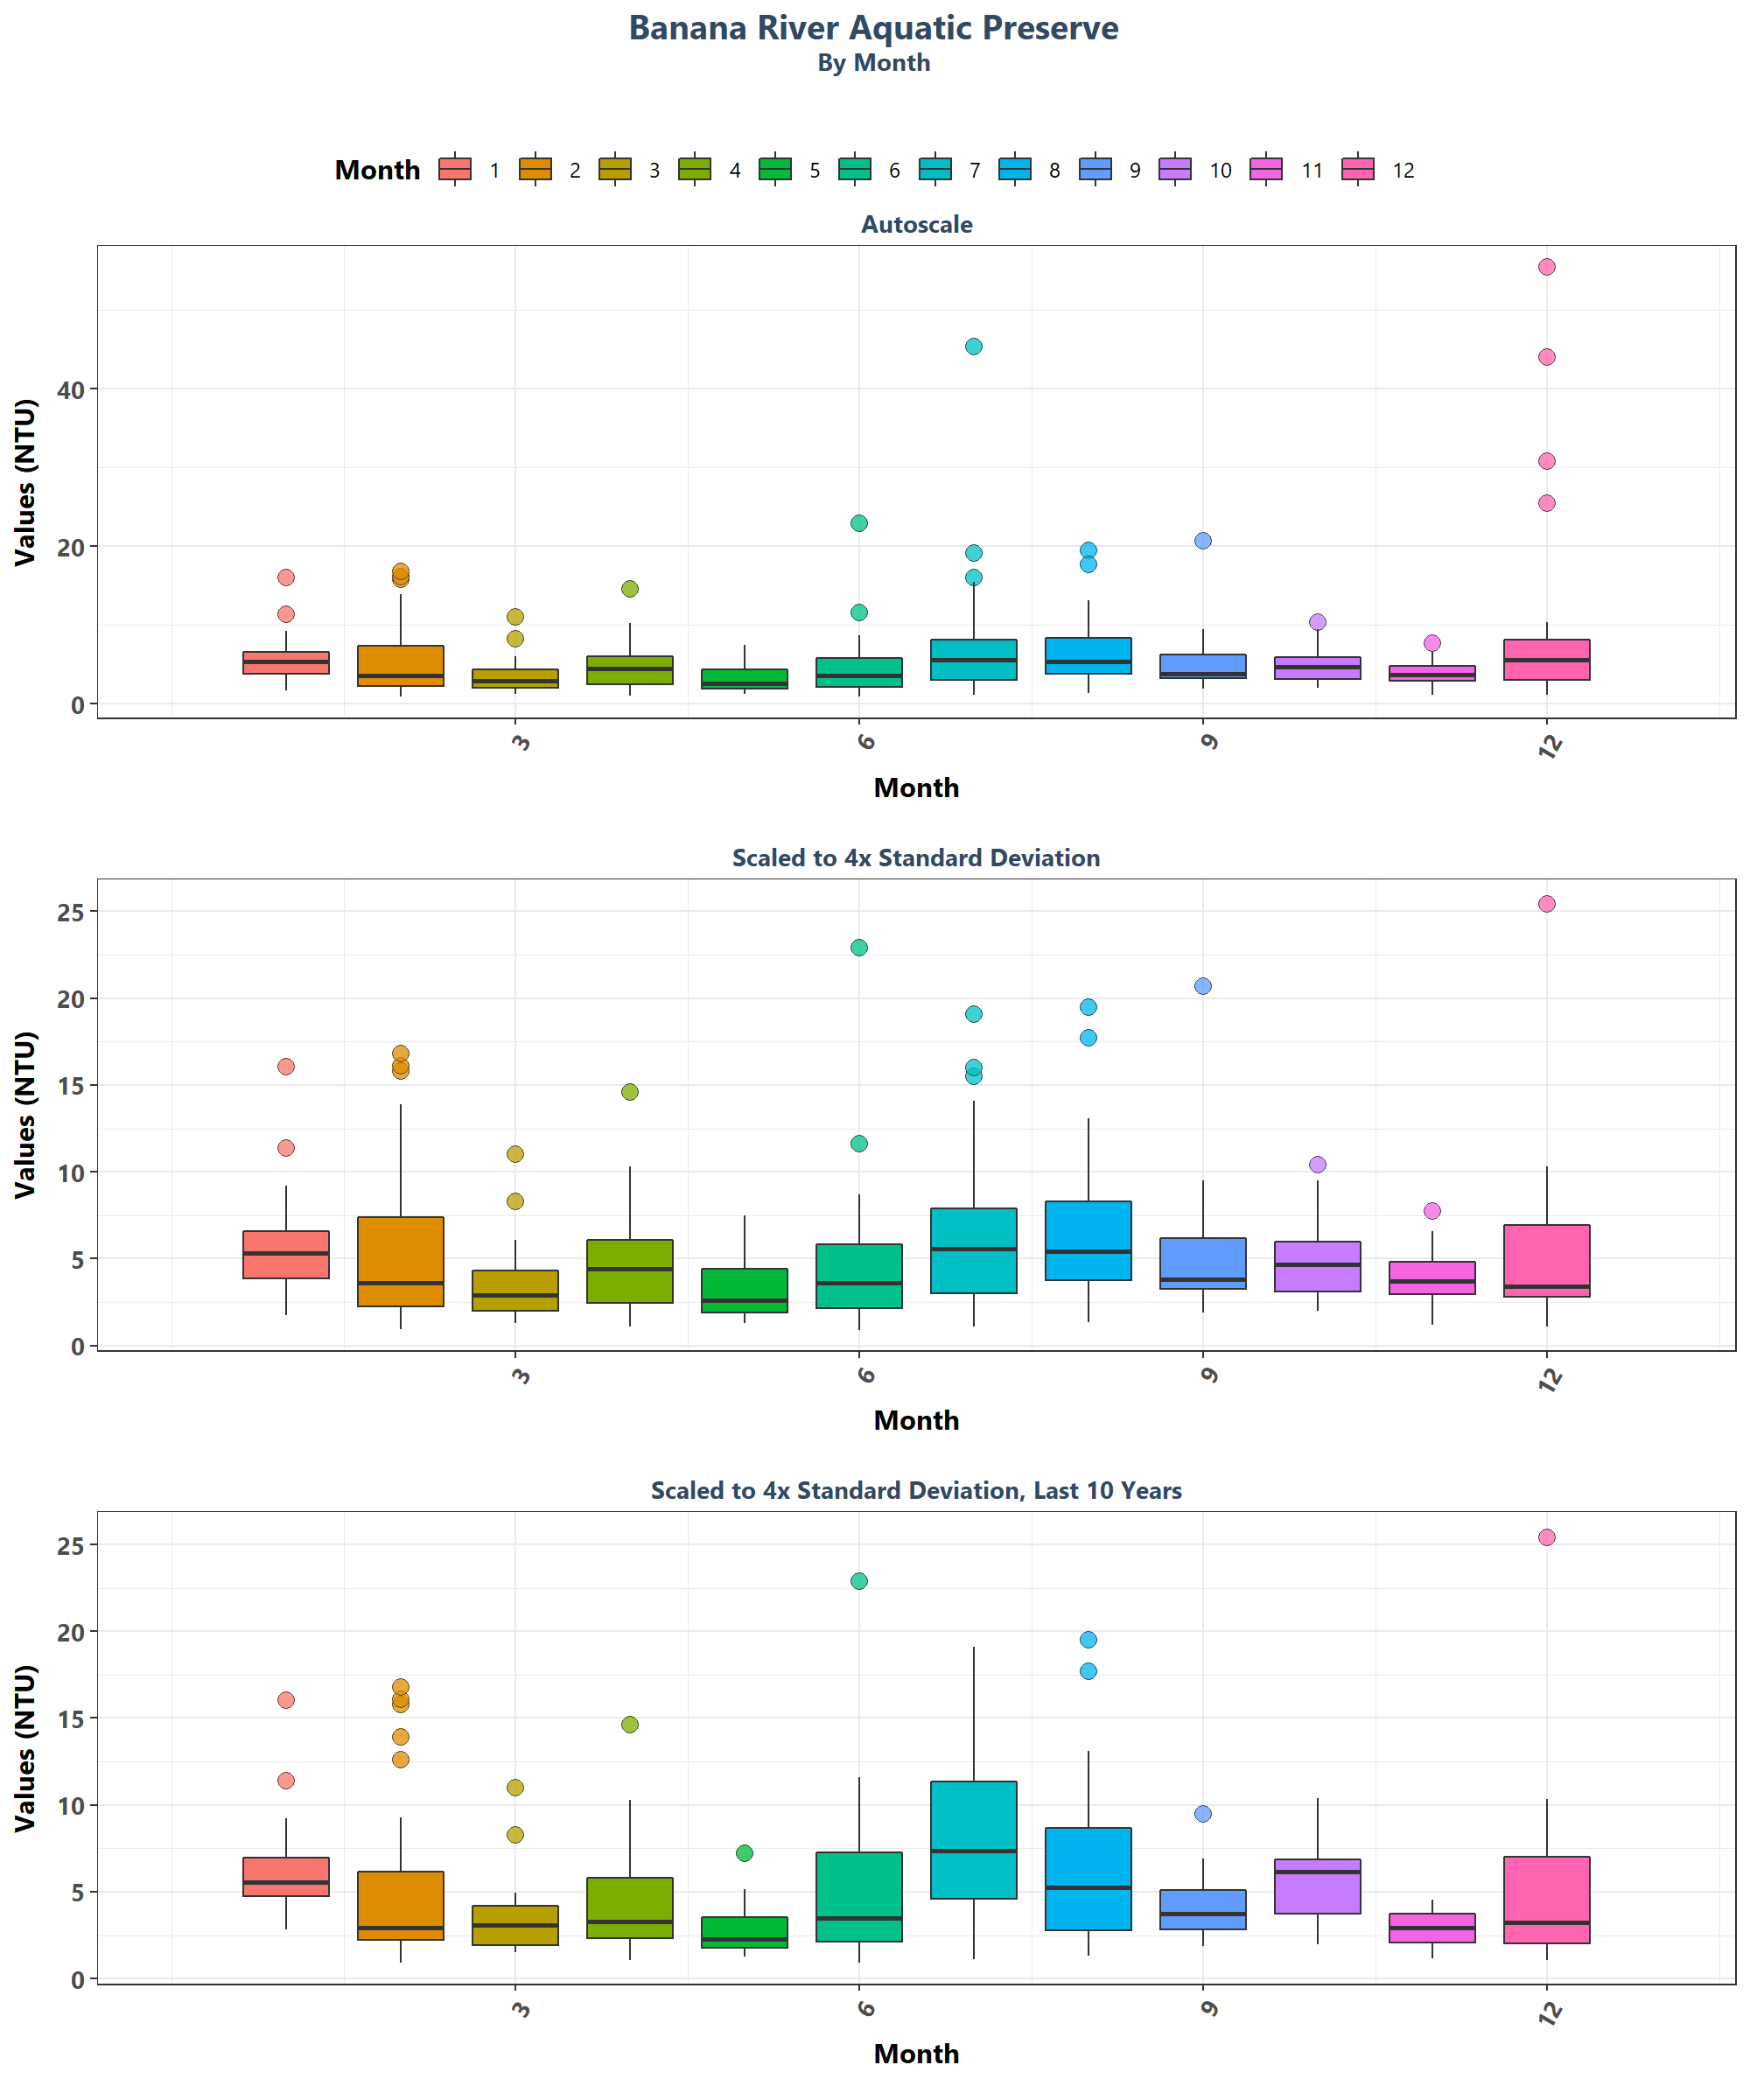 Banana River Aquatic Preserve
By Month
Month 1 2 3 4 5 6 7 8 9 10 11 12
Autoscale
Values (NTU)
40
20
0
3 6 9 12
Month
Scaled to 4x Standard Deviation
Values (NTU)
25
20
15
10
5
0
3 6 9 12
Month
Scaled to 4x Standard Deviation, Last 10 Years
Values (NTU)
25
20
15
10
5
0
3 6 9 12
Month